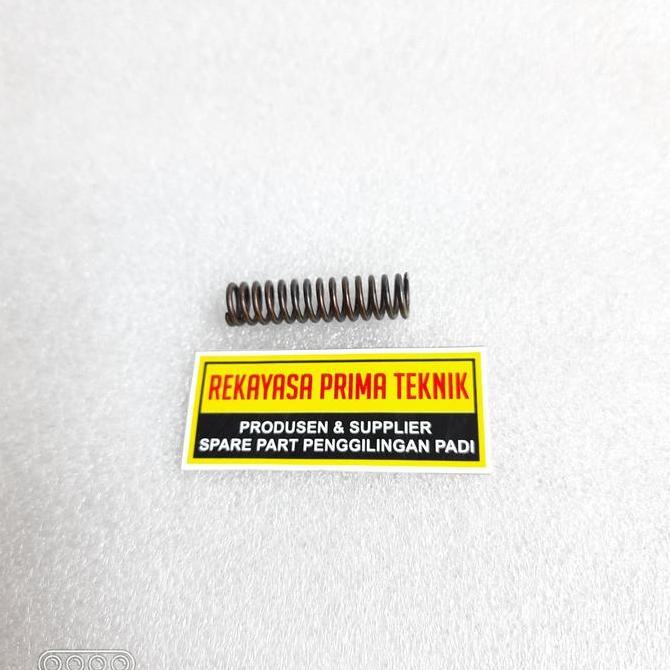 REKAYASA PRIMA TEKNIK
PRODUSEN & SUPPLIER
SPARE PART PENGGILINGAN PADI